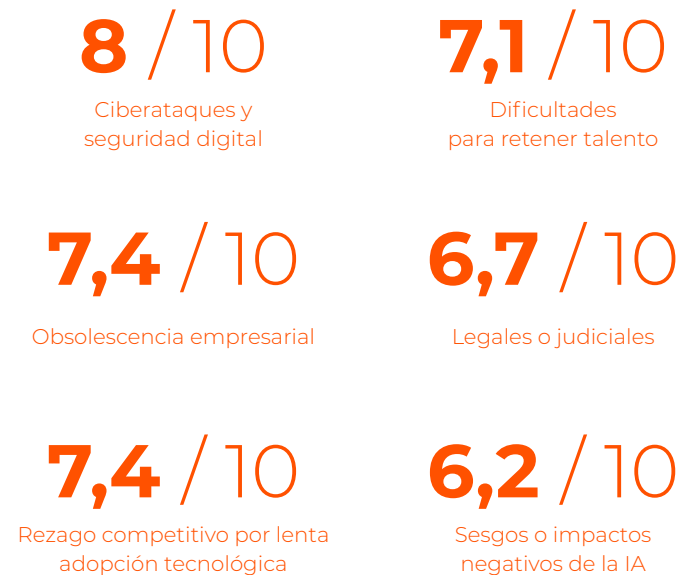 8 / 10
Ciberataques y
seguridad digital
7,1 / 10
Dificultades
para retener talento
7,4 / 10
Obsolescencia empresarial
6,7 / 10
Legales o judiciales
7,4 / 10
Rezago competitivo por lenta
adopción tecnológica
6,2 / 10
Sesgos o impactos
negativos de la IA